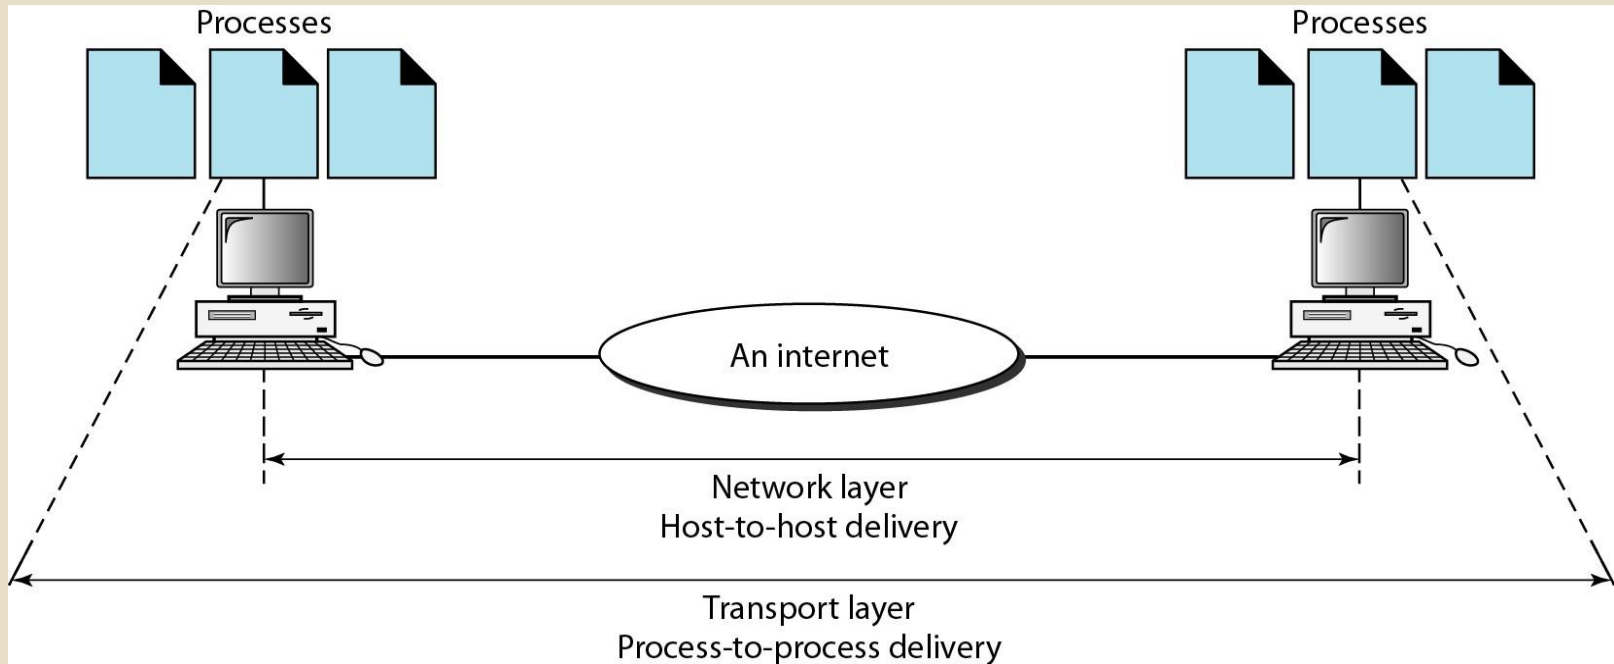 Processes
Processes
An internet
Network layer
Host-to-host delivery
Transport layer
Process-to-process delivery